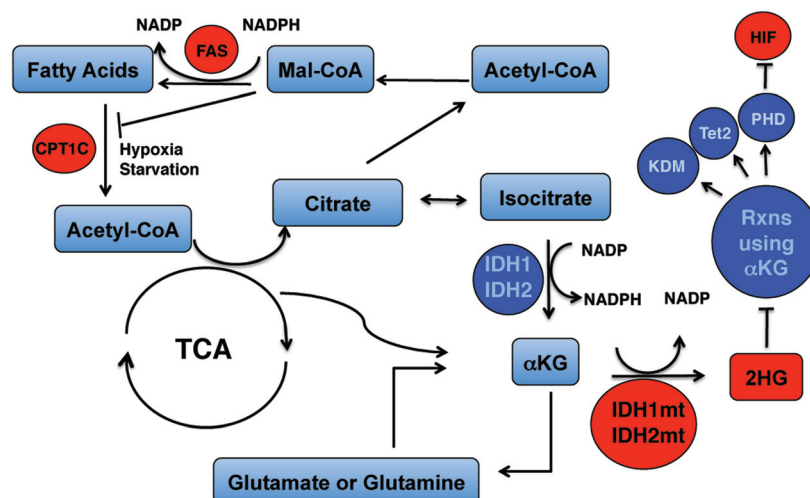 NADP
NADPH
FAS
HIF
Fatty Acids
Mal-CoA
Acetyl-CoA
PHD
Tet2
KDM
CPT1C
Hypoxia
Starvation
Citrate
Isocitrate
Rxns
using
αKG
Acetyl-CoA
IDH1
IDH2
NADP
NADPH
NADP
TCA
αKG
2HG
IDH1mt
IDH2mt
Glutamate or Glutamine